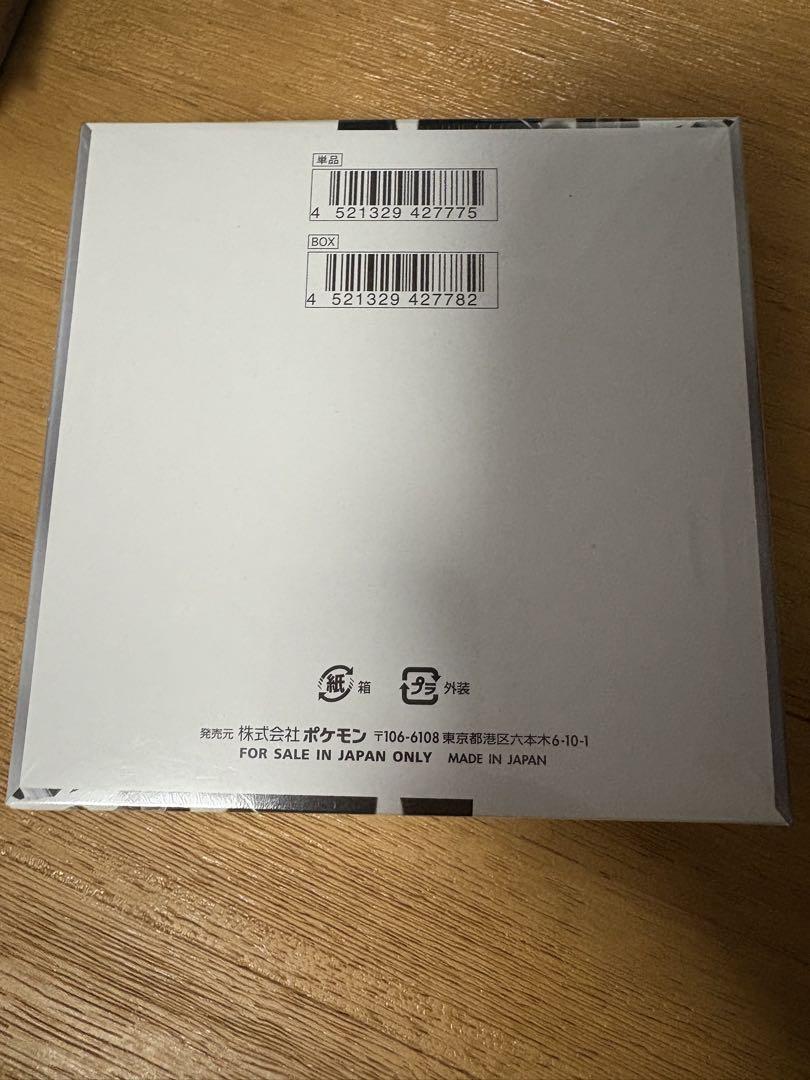 単品
4 521329 427775
BOX
4 521329 427782
紙 箱
プラ 外装
発売元 株式会社 ポケモン 〒106-6108 東京都港区六本木6-10-1
FOR SALE IN JAPAN ONLY MADE IN JAPAN